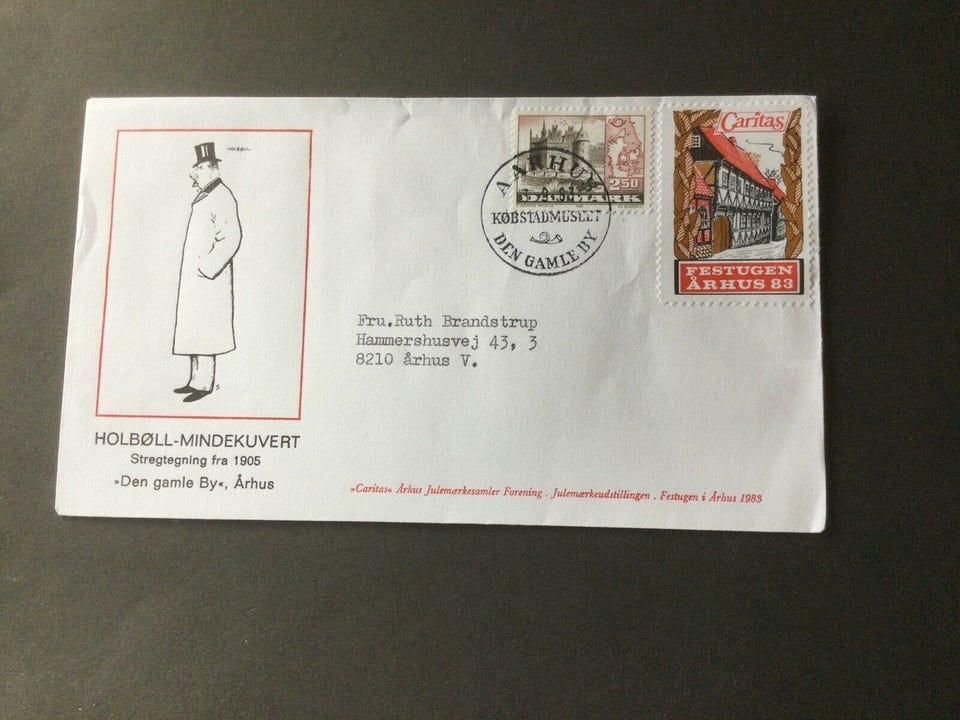 HOLBØLL
HOLBØLL-MINDEKUVERT
Stregtegning fra 1905
»Den gamle By«, Århus
AARHUS
KØBSTADMUSEET
DEN GAMLE BY
2.50
DANMARK
Caritas
FESTUGEN
ÅRHUS 83
Fru.Ruth Brandstrup
Hammershusvej 43, 3
8210 århus V.
»Caritas« Århus Julemærkesamler Forening . Julemærkeudstillingen . Festugen i Århus 1983